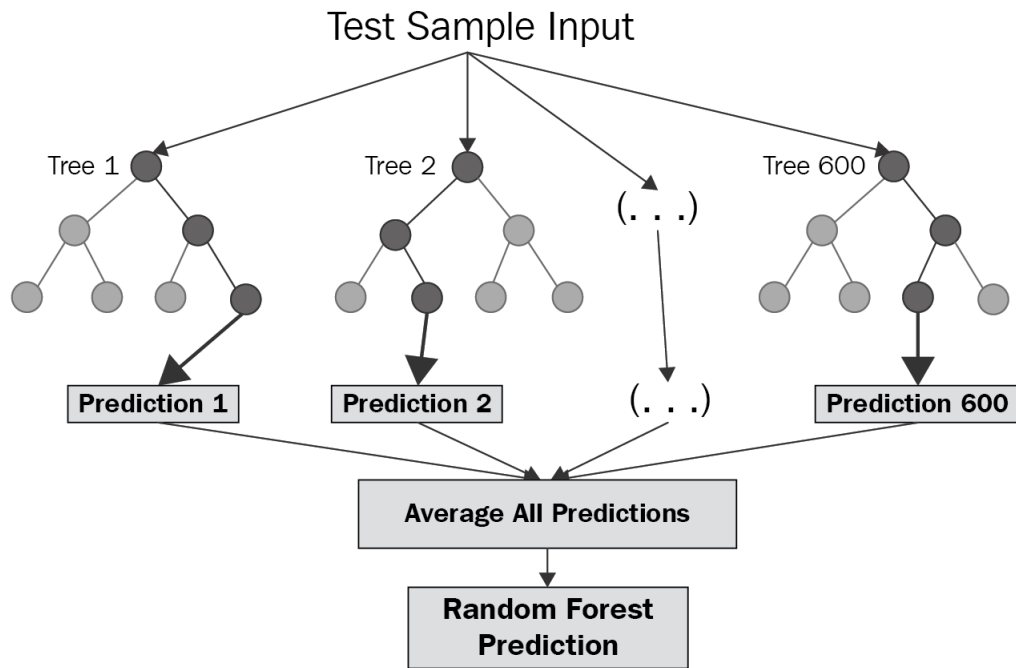 Test Sample Input
Tree 1
Tree 2
Tree 600
(. . .)
Prediction 1
Prediction 2
(. . .)
Prediction 600
Average All Predictions
Random Forest
Prediction